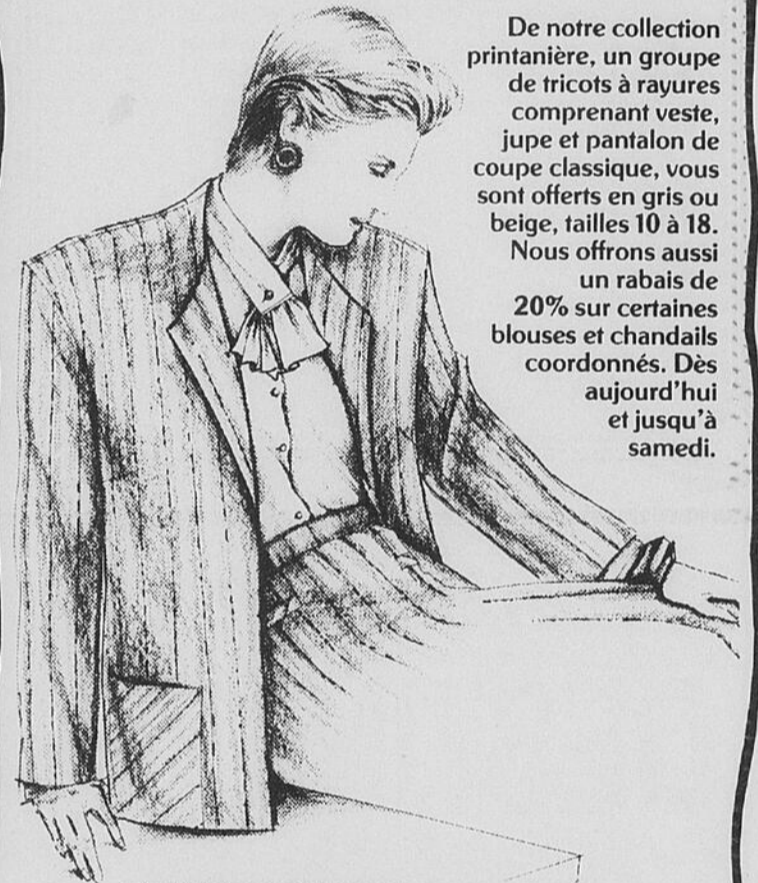 De notre collection
printanière, un groupe
de tricots à rayures
comprenant veste,
jupe et pantalon de
coupe classique, vous
sont offerts en gris ou
beige, tailles 10 à 18.
Nous offrons aussi
un rabais de
20% sur certaines
blouses et chandails
coordonnés. Dès
aujourd'hui
et jusqu'à
samedi.